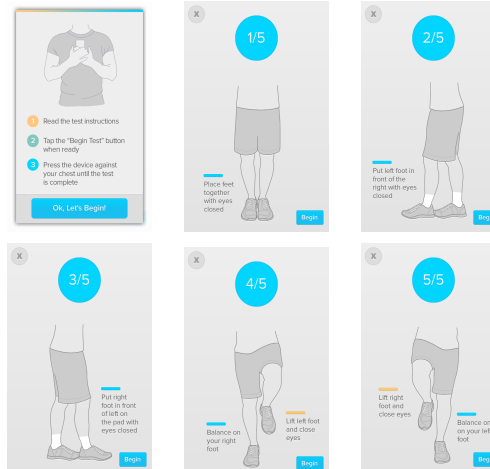 1 Read the test instructions
2 Tap the "Begin Test" button
when ready
3 Press the device against
your chest until the test
is complete
Ok, Let's Begin!
X
1/5
Place feet
together
with eyes
closed
Begin
X
2/5
Put left foot in
front of the
right with eyes
closed
Beg
X
3/5
Put right
foot in front
of left on
the pad with
eyes closed
Begin
X
4/5
Balance on
your right
foot
Lift left foot
and close
eyes
Begin
X
5/5
Lift right
foot and
close eyes
Balance on
on your left
foot
Beg